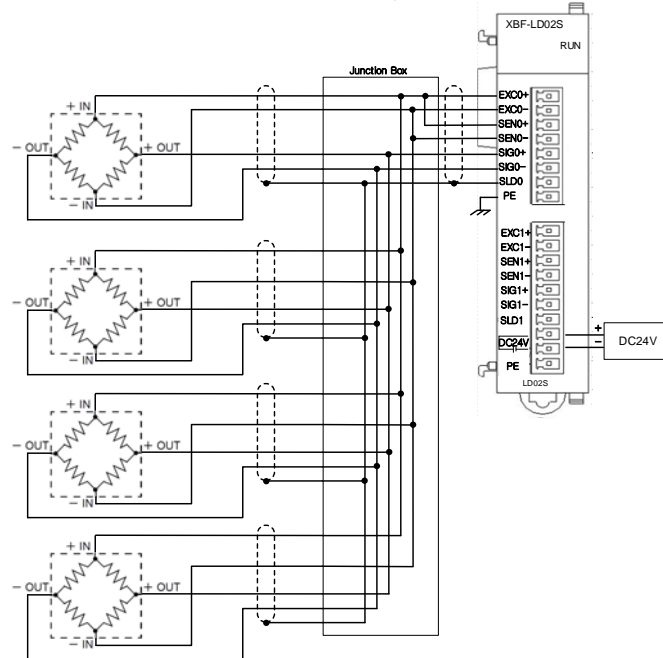 XBF-LD02S
RUN
Junction Box
EXC0+
EXC0-
SEN0+
SEN0-
SIG0+
SIG0-
SLD0
PE
EXC1+
EXC1-
SEN1+
SEN1-
SIG1+
SIG1-
SLD1
DC24V
PE
LD02S
+
-
DC24V
+ IN
- OUT
+ OUT
- IN
+ IN
- OUT
+ OUT
- IN
+ IN
- OUT
+ OUT
- IN
+ IN
- OUT
+ OUT
- IN